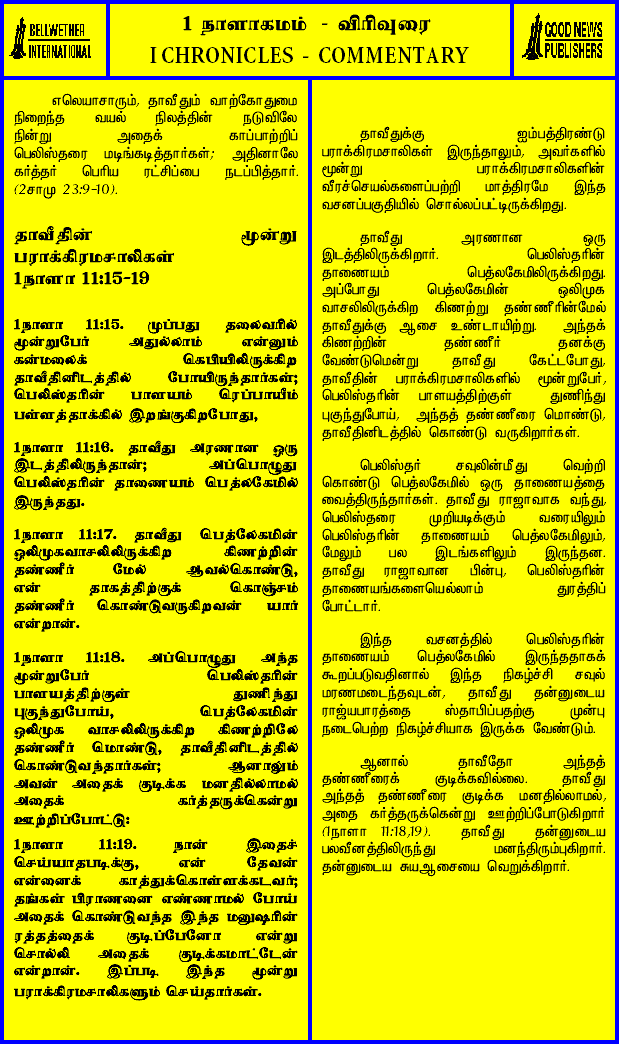 BELLWETHER
INTERNATIONAL
1 நாளாகமம் - விரிவுரை
I CHRONICLES - COMMENTARY
GOOD NEWS
PUBLISHERS
எலெயாசாரும், தாவீதும் வாற்கோதுமை
நிறைந்த வயல் நிலத்தின் நடுவிலே
நின்று அதைக் காப்பாற்றிப்
பெலிஸ்தரை மடிங்கடித்தார்கள்; அதினாலே
கர்த்தர் பெரிய ரட்சிப்பை நடப்பித்தார்.
(2சாமு 23:9-10).
தாவீதின் மூன்று
பராக்கிரமசாலிகள்
1நாளா 11:15-19
1நாளா 11:15. முப்பது தலைவரில்
மூன்றுபேர் அதுல்லாம் என்னும்
கன்மலைக் கெபியிலிருக்கிற
தாவீதினிடத்தில் போயிருந்தார்கள்;
பெலிஸ்தரின் பாளயம் ரெப்பாயீம்
பள்ளத்தாக்கில் இறங்குகிறபோது,
1நாளா 11:16. தாவீது அரணான ஒரு
இடத்திலிருந்தான்; அப்பொழுது
பெலிஸ்தரின் தாணையம் பெத்லகேமில்
இருந்தது.
1நாளா 11:17. தாவீது பெத்லேகமின்
ஒலிமுகவாசலிலிருக்கிற கிணற்றின்
தண்ணீர் மேல் ஆவல்கொண்டு,
என் தாகத்திற்குக் கொஞ்சம்
தண்ணீர் கொண்டுவருகிறவன் யார்
என்றான்.
1நாளா 11:18. அப்பொழுது அந்த
மூன்றுபேர் பெலிஸ்தரின்
பாளயத்திற்குள் துணிந்து
புகுந்துபோய், பெத்லேகமின்
ஒலிமுக வாசலிலிருக்கிற கிணற்றிலே
தண்ணீர் மொண்டு, தாவீதினிடத்தில்
கொண்டுவந்தார்கள்; ஆனாலும்
அவன் அதைக் குடிக்க மனதில்லாமல்
அதைக் கர்த்தருக்கென்று
ஊற்றிப்போட்டு:
1நாளா 11:19. நான் இதைச்
செய்யாதபடிக்கு, என் தேவன்
என்னைக் காத்துக்கொள்ளக்கடவர்;
தங்கள் பிராணனை எண்ணாமல் போய்
அதைக் கொண்டுவந்த இந்த மனுஷரின்
ரத்தத்தைக் குடிப்பேனோ என்று
சொல்லி அதைக் குடிக்கமாட்டேன்
என்றான். இப்படி இந்த மூன்று
பராக்கிரமசாலிகளும் செய்தார்கள்.
தாவீதுக்கு ஐம்பத்திரண்டு
பராக்கிரமசாலிகள் இருந்தாலும், அவர்களில்
மூன்று பராக்கிரமசாலிகளின்
வீரச்செயல்களைப்பற்றி மாத்திரமே இந்த
வசனப்பகுதியில் சொல்லப்பட்டிருக்கிறது.
தாவீது அரணான ஒரு
இடத்திலிருக்கிறார். பெலிஸ்தரின்
தாணையம் பெத்லகேமிலிருக்கிறது.
அப்போது பெத்லகேமின் ஒலிமுக
வாசலிலிருக்கிற கிணற்று தண்ணீரின்மேல்
தாவீதுக்கு ஆசை உண்டாயிற்று. அந்தக்
கிணற்றின் தண்ணீர் தனக்கு
வேண்டுமென்று தாவீது கேட்டபோது,
தாவீதின் பராக்கிரமசாலிகளில் மூன்றுபேர்,
பெலிஸ்தரின் பாளயத்திற்குள் துணிந்து
புகுந்துபோய், அந்தத் தண்ணீரை மொண்டு,
தாவீதினிடத்தில் கொண்டு வருகிறார்கள்.
பெலிஸ்தர் சவுலின்மீது வெற்றி
கொண்டு பெத்லகேமில் ஒரு தாணையத்தை
வைத்திருந்தார்கள். தாவீது ராஜாவாக வந்து,
பெலிஸ்தரை முறியடிக்கும் வரையிலும்
பெலிஸ்தரின் தாணையம் பெத்லகேமிலும்,
மேலும் பல இடங்களிலும் இருந்தன.
தாவீது ராஜாவான பின்பு, பெலிஸ்தரின்
தாணையங்களையெல்லாம் துரத்திப்
போட்டார்.
இந்த வசனத்தில் பெலிஸ்தரின்
தாணையம் பெத்லகேமில் இருந்ததாகக்
கூறப்படுவதினால் இந்த நிகழ்ச்சி சவுல்
மரணமடைந்தவுடன், தாவீது தன்னுடைய
ராஜ்யபாரத்தை ஸ்தாபிப்பதற்கு முன்பு
நடைபெற்ற நிகழ்ச்சியாக இருக்க வேண்டும்.
ஆனால் தாவீதோ அந்தத்
தண்ணீரைக் குடிக்கவில்லை. தாவீது
அந்தத் தண்ணீரை குடிக்க மனதில்லாமல்,
அதை கர்த்தருக்கென்று ஊற்றிப்போடுகிறார்
(1நாளா 11:18,19). தாவீது தன்னுடைய
பலவீனத்திலிருந்து மனந்திரும்புகிறார்.
தன்னுடைய சுயஆசையை வெறுக்கிறார்.